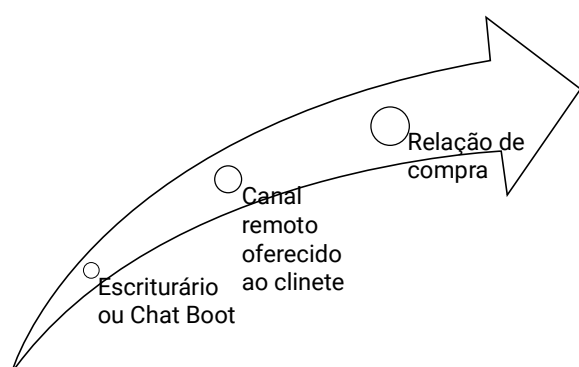 Relação de
compra
Canal
remoto
oferecido
ao clinete
Escriturário
ou Chat Boot